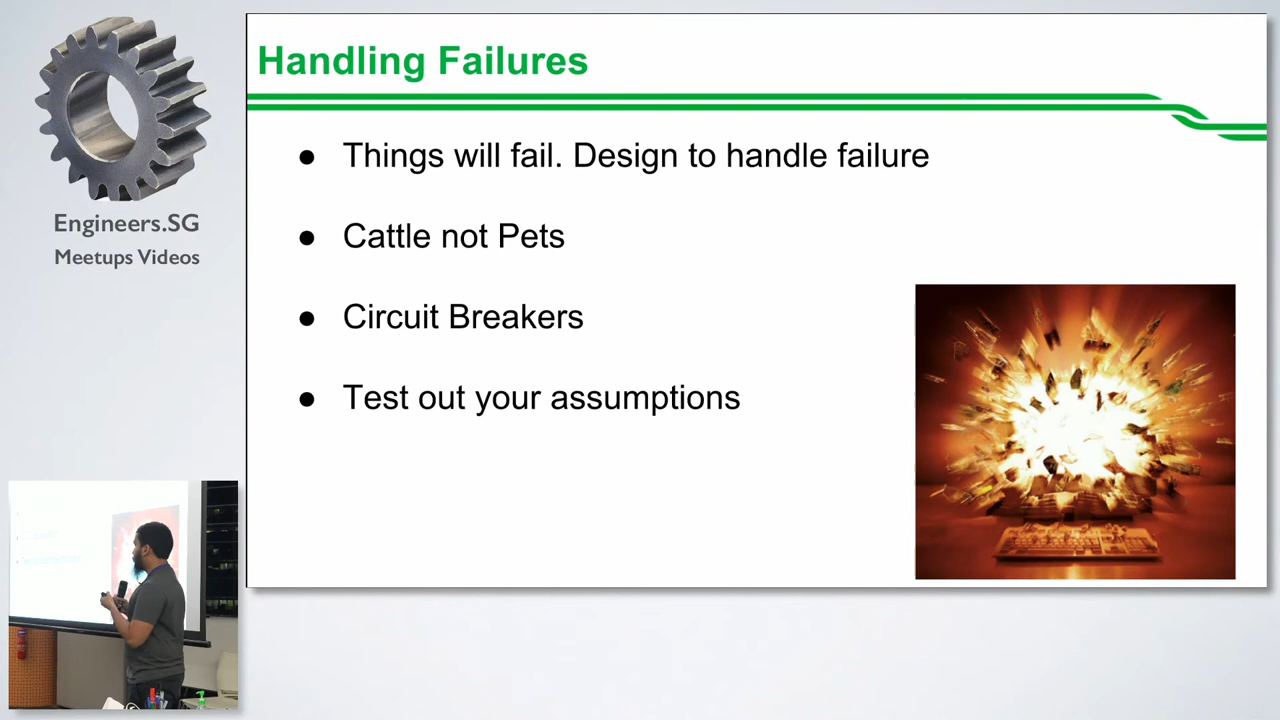 Handling Failures
● Things will fail. Design to handle failure
● Cattle not Pets
● Circuit Breakers
● Test out your assumptions
Engineers.SG
Meetups Videos